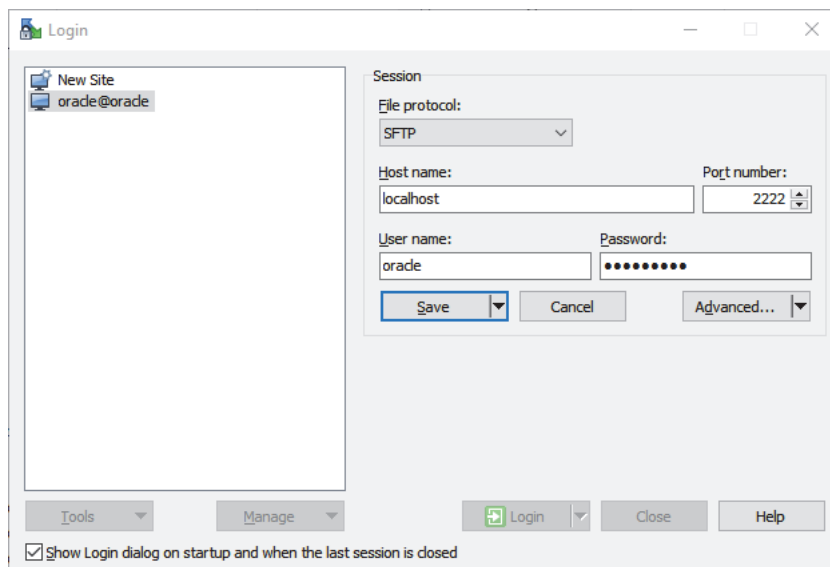 Login
New Site
oracle@oracle
Session
File protocol:
SFTP
Host name:
Port number:
localhost
2222
User name:
Password:
oracle
●●●●●●●●●
Save
Cancel
Advanced...
Tools
Manage
Login
Close
Help
Show Login dialog on startup and when the last session is closed